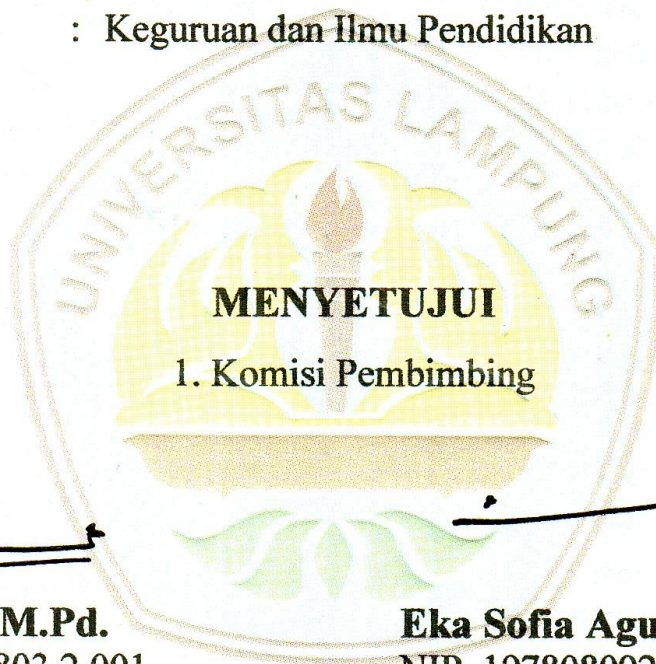 : Keguruan dan Ilmu Pendidikan
UNIVERSITAS LAMPUNG
MENYETUJUI
1. Komisi Pembimbing
M.Pd. Eka Sofia Agu